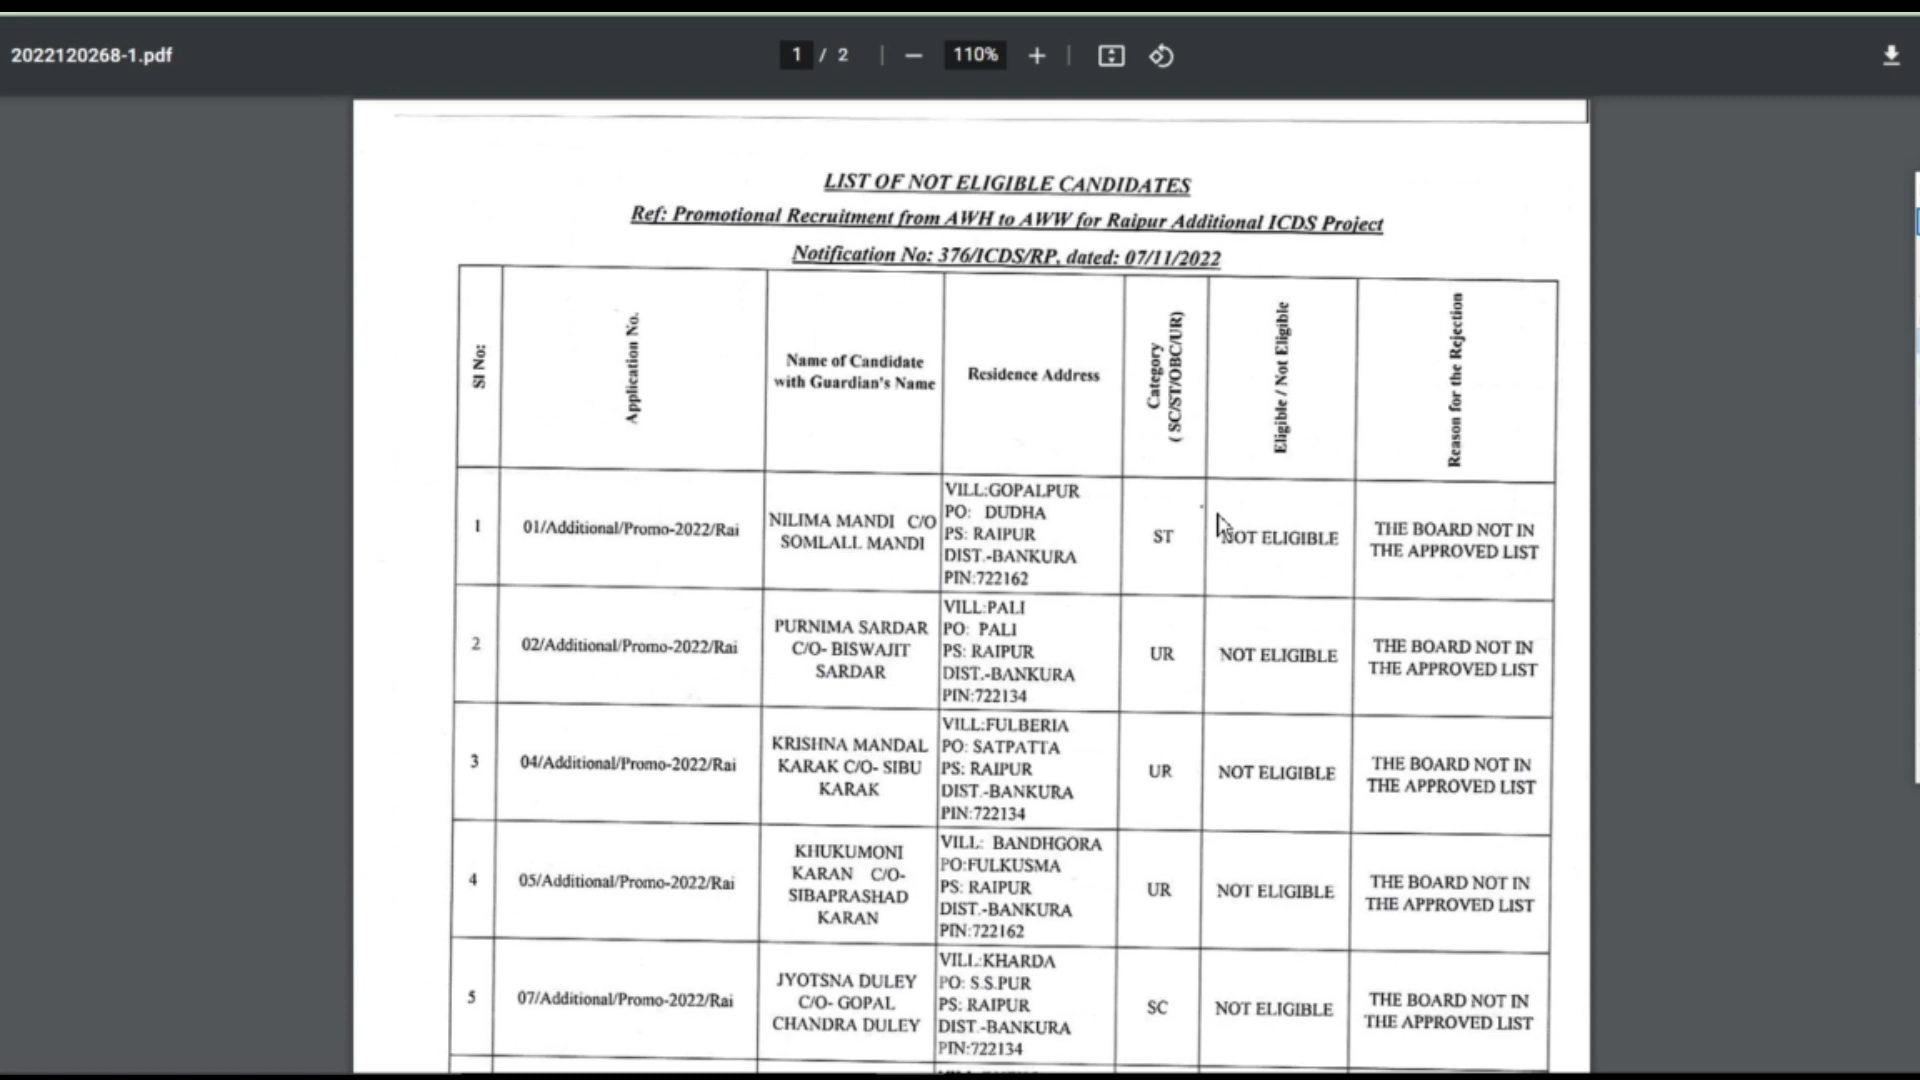 2022120268-1.pdf
1 / 2
110%
LIST OF NOT ELIGIBLE CANDIDATES
Ref: Promotional Recruitment from AWH to AWW for Raipur Additional ICDS Project
Notification No: 376/ICDS/RP, dated: 07/11/2022
Sl No:
Application No.
Name of Candidate
with Guardian's Name
Residence Address
Category
( SC/ST/OBC/UR)
Eligible / Not Eligible
Reason for the Rejection
1
01/Additional/Promo-2022/Rai
NILIMA MANDI C/O
SOMLALL MANDI
VILL:GOPALPUR
PO: DUDHA
PS: RAIPUR
DIST.-BANKURA
PIN:722162
ST
NOT ELIGIBLE
THE BOARD NOT IN
THE APPROVED LIST
2
02/Additional/Promo-2022/Rai
PURNIMA SARDAR
C/O- BISWAJIT
SARDAR
VILL:PALI
PO: PALI
PS: RAIPUR
DIST.-BANKURA
PIN:722134
UR
NOT ELIGIBLE
THE BOARD NOT IN
THE APPROVED LIST
3
04/Additional/Promo-2022/Rai
KRISHNA MANDAL
KARAK C/O- SIBU
KARAK
VILL:FULBERIA
PO: SATPATTA
PS: RAIPUR
DIST.-BANKURA
PIN:722134
UR
NOT ELIGIBLE
THE BOARD NOT IN
THE APPROVED LIST
4
05/Additional/Promo-2022/Rai
KHUKUMONI
KARAN C/O-
SIBAPRASHAD
KARAN
VILL: BANDHGORA
PO:FULKUSMA
PS: RAIPUR
DIST.-BANKURA
PIN:722162
UR
NOT ELIGIBLE
THE BOARD NOT IN
THE APPROVED LIST
5
07/Additional/Promo-2022/Rai
JYOTSNA DULEY
C/O- GOPAL
CHANDRA DULEY
VILL:KHARDA
PO: S.S.PUR
PS: RAIPUR
DIST.-BANKURA
PIN:722134
SC
NOT ELIGIBLE
THE BOARD NOT IN
THE APPROVED LIST